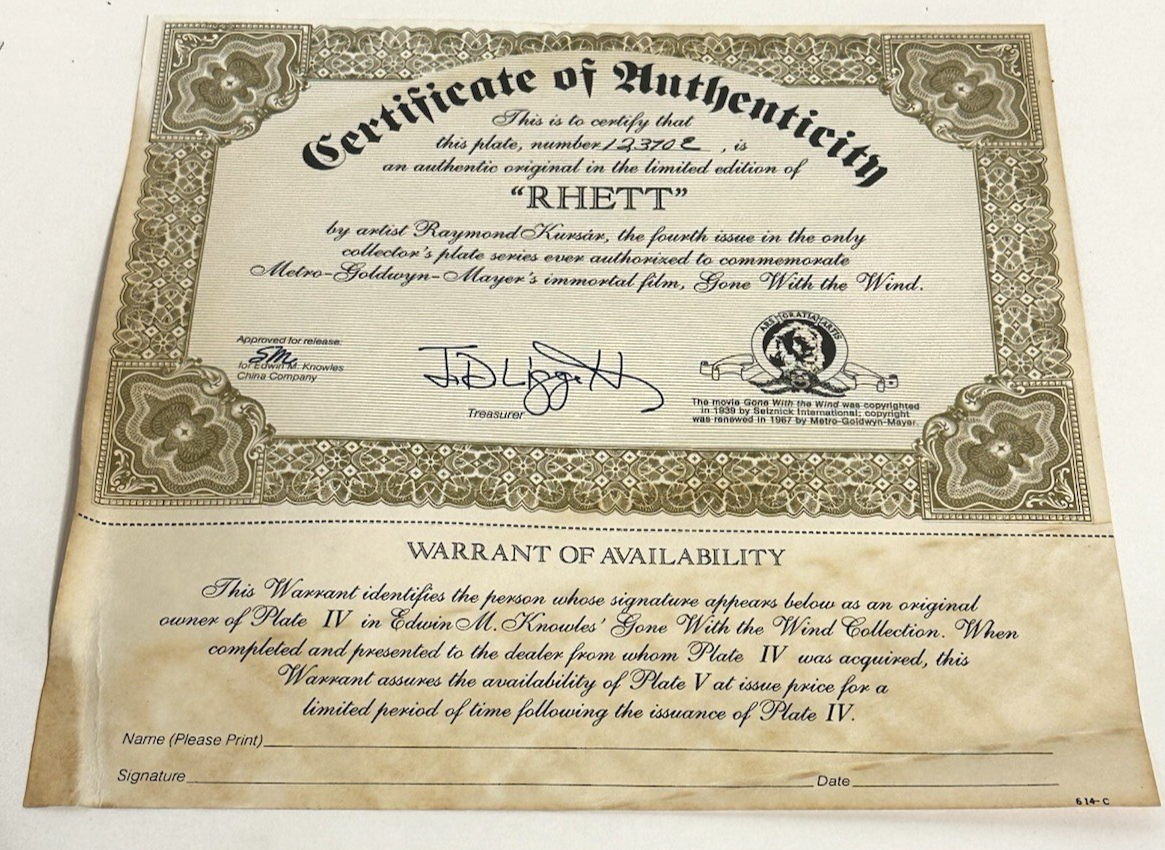 Certificate of Authenticity
This is to certify that
this plate, number 12370E , is
an authentic original in the limited edition of
“RHETT”
by artist Raymond Kursár, the fourth issue in the only
collector's plate series ever authorized to commemorate
Metro-Goldwyn-Mayer's immortal film, Gone With the Wind.
Approved for release:
for Edwin M. Knowles
China Company
J.D Liggett
Treasurer
ARS GRATIA ARTIS
The movie Gone With the Wind was copyrighted
in 1939 by Selznick International; copyright
was renewed in 1967 by Metro-Goldwyn-Mayer.
WARRANT OF AVAILABILITY
This Warrant identifies the person whose signature appears below as an original
owner of Plate IV in Edwin M. Knowles' Gone With the Wind Collection. When
completed and presented to the dealer from whom Plate IV was acquired, this
Warrant assures the availability of Plate V at issue price for a
limited period of time following the issuance of Plate IV.
Name (Please Print)
Signature Date
614-C